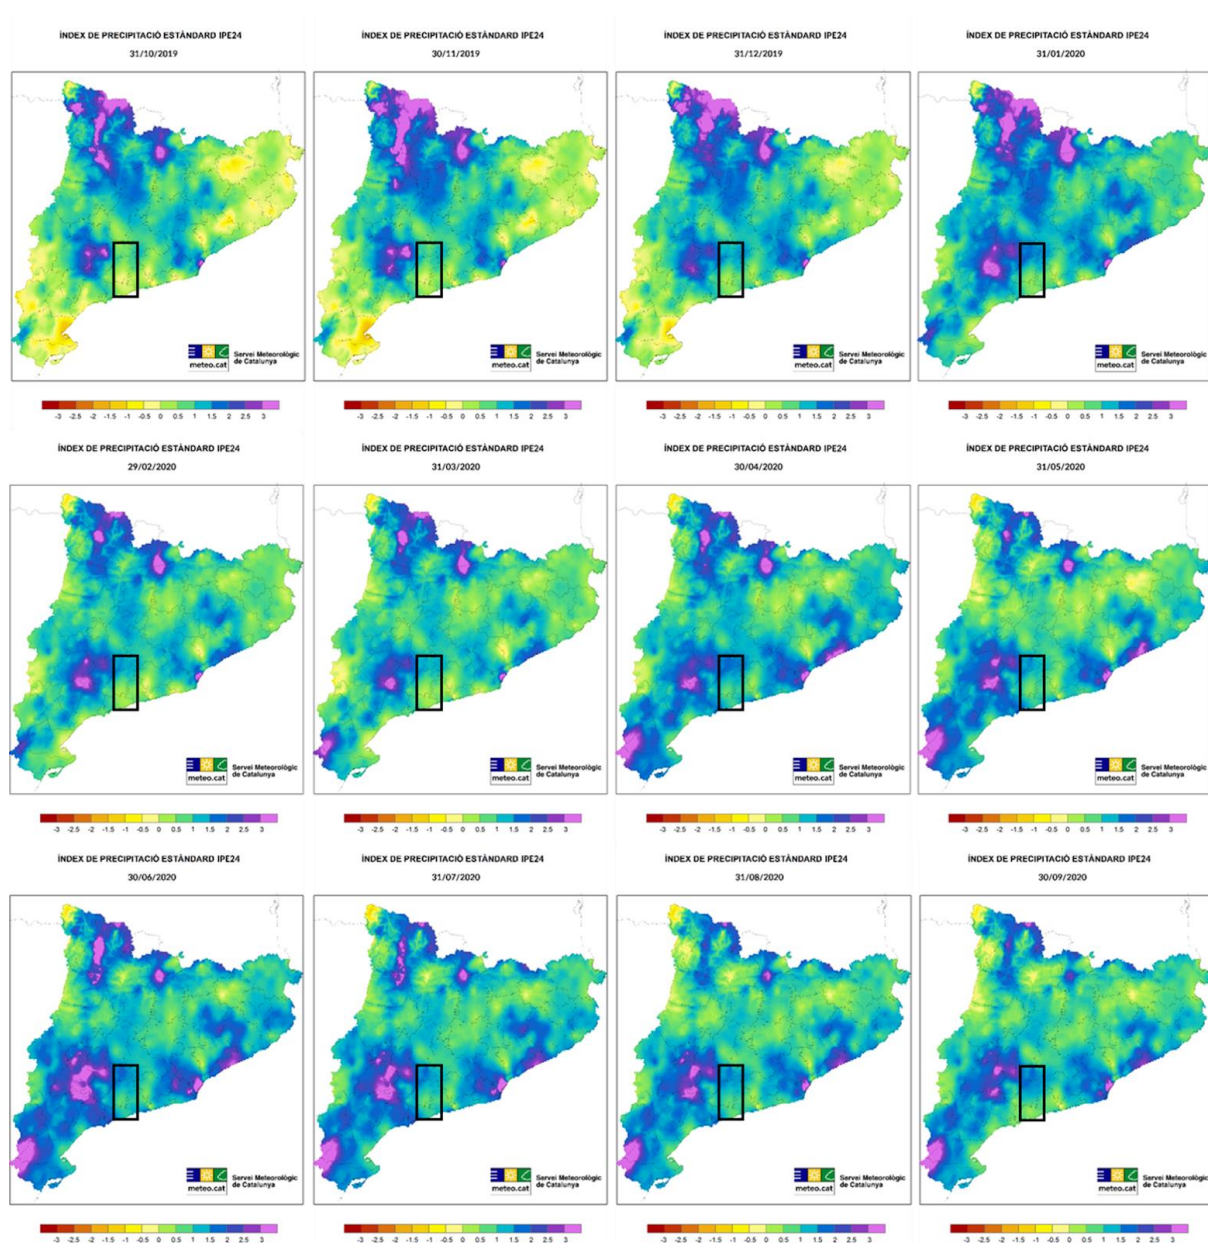 ÍNDEX DE PRECIPITACIÓ ESTÀNDARD IPE24
31/10/2019
Servei Meteorològic
de Catalunya
meteo.cat
-3 -2.5 -2 -1.5 -1 -0.5 0 0.5 1 1.5 2 2.5 3
ÍNDEX DE PRECIPITACIÓ ESTÀNDARD IPE24
30/11/2019
Servei Meteorològic
de Catalunya
meteo.cat
-3 -2.5 -2 -1.5 -1 -0.5 0 0.5 1 1.5 2 2.5 3
ÍNDEX DE PRECIPITACIÓ ESTÀNDARD IPE24
31/12/2019
Servei Meteorològic
de Catalunya
meteo.cat
-3 -2.5 -2 -1.5 -1 -0.5 0 0.5 1 1.5 2 2.5 3
ÍNDEX DE PRECIPITACIÓ ESTÀNDARD IPE24
31/01/2020
Servei Meteorològic
de Catalunya
meteo.cat
-3 -2.5 -2 -1.5 -1 -0.5 0 0.5 1 1.5 2 2.5 3
ÍNDEX DE PRECIPITACIÓ ESTÀNDARD IPE24
29/02/2020
Servei Meteorològic
de Catalunya
meteo.cat
-3 -2.5 -2 -1.5 -1 -0.5 0 0.5 1 1.5 2 2.5 3
ÍNDEX DE PRECIPITACIÓ ESTÀNDARD IPE24
31/03/2020
Servei Meteorològic
de Catalunya
meteo.cat
-3 -2.5 -2 -1.5 -1 -0.5 0 0.5 1 1.5 2 2.5 3
ÍNDEX DE PRECIPITACIÓ ESTÀNDARD IPE24
30/04/2020
Servei Meteorològic
de Catalunya
meteo.cat
-3 -2.5 -2 -1.5 -1 -0.5 0 0.5 1 1.5 2 2.5 3
ÍNDEX DE PRECIPITACIÓ ESTÀNDARD IPE24
31/05/2020
Servei Meteorològic
de Catalunya
meteo.cat
-3 -2.5 -2 -1.5 -1 -0.5 0 0.5 1 1.5 2 2.5 3
ÍNDEX DE PRECIPITACIÓ ESTÀNDARD IPE24
30/06/2020
Servei Meteorològic
de Catalunya
meteo.cat
-3 -2.5 -2 -1.5 -1 -0.5 0 0.5 1 1.5 2 2.5 3
ÍNDEX DE PRECIPITACIÓ ESTÀNDARD IPE24
31/07/2020
Servei Meteorològic
de Catalunya
meteo.cat
-3 -2.5 -2 -1.5 -1 -0.5 0 0.5 1 1.5 2 2.5 3
ÍNDEX DE PRECIPITACIÓ ESTÀNDARD IPE24
31/08/2020
Servei Meteorològic
de Catalunya
meteo.cat
-3 -2.5 -2 -1.5 -1 -0.5 0 0.5 1 1.5 2 2.5 3
ÍNDEX DE PRECIPITACIÓ ESTÀNDARD IPE24
30/09/2020
Servei Meteorològic
de Catalunya
meteo.cat
-3 -2.5 -2 -1.5 -1 -0.5 0 0.5 1 1.5 2 2.5 3